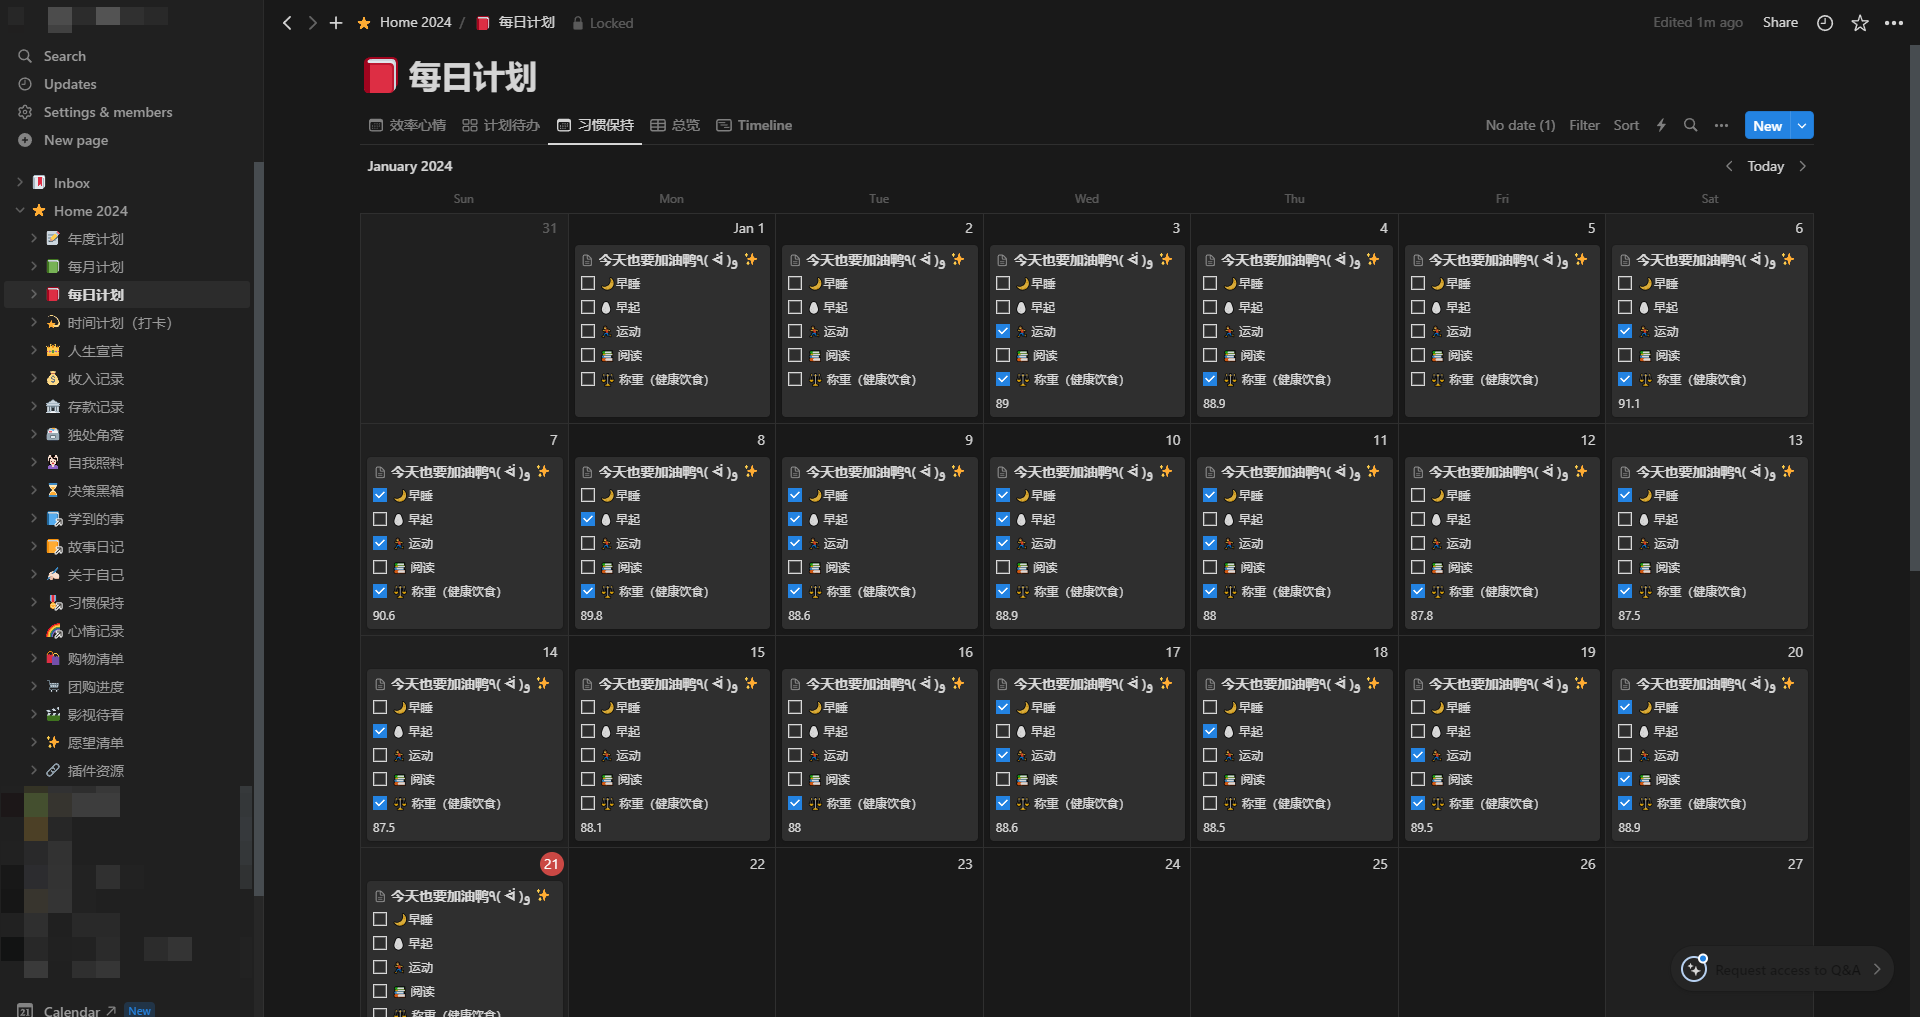 Home 2024 / 每日计划 Locked
Edited 1m ago Share
Search
Updates
Settings & members
New page
Inbox
Home 2024
年度计划
每月计划
每日计划
时间计划（打卡）
人生宣言
收入记录
存款记录
独处角落
自我照料
决策黑箱
学到的事
故事日记
关于自己
习惯保持
心情记录
购物清单
团购进度
影视待看
愿望清单
插件资源
Calendar New
每日计划
效率心情 计划待办 习惯保持 总览 Timeline
No date (1) Filter Sort New
January 2024
Today
Sun Mon Tue Wed Thu Fri Sat
31
Jan 1
今天也要加油鸭٩( ᐛ )و ✨
🌙早睡
早起
运动
阅读
称重（健康饮食）
2
今天也要加油鸭٩( ᐛ )و ✨
🌙早睡
早起
运动
阅读
称重（健康饮食）
3
今天也要加油鸭٩( ᐛ )و ✨
🌙早睡
早起
运动
阅读
称重（健康饮食）
89
4
今天也要加油鸭٩( ᐛ )و ✨
🌙早睡
早起
运动
阅读
称重（健康饮食）
88.9
5
今天也要加油鸭٩( ᐛ )و ✨
🌙早睡
早起
运动
阅读
称重（健康饮食）
6
今天也要加油鸭٩( ᐛ )و ✨
🌙早睡
早起
运动
阅读
称重（健康饮食）
91.1
7
今天也要加油鸭٩( ᐛ )و ✨
🌙早睡
早起
运动
阅读
称重（健康饮食）
90.6
8
今天也要加油鸭٩( ᐛ )و ✨
🌙早睡
早起
运动
阅读
称重（健康饮食）
89.8
9
今天也要加油鸭٩( ᐛ )و ✨
🌙早睡
早起
运动
阅读
称重（健康饮食）
88.6
10
今天也要加油鸭٩( ᐛ )و ✨
🌙早睡
早起
运动
阅读
称重（健康饮食）
88.9
11
今天也要加油鸭٩( ᐛ )و ✨
🌙早睡
早起
运动
阅读
称重（健康饮食）
88
12
今天也要加油鸭٩( ᐛ )و ✨
🌙早睡
早起
运动
阅读
称重（健康饮食）
87.8
13
今天也要加油鸭٩( ᐛ )و ✨
🌙早睡
早起
运动
阅读
称重（健康饮食）
87.5
14
今天也要加油鸭٩( ᐛ )و ✨
🌙早睡
早起
运动
阅读
称重（健康饮食）
87.5
15
今天也要加油鸭٩( ᐛ )و ✨
🌙早睡
早起
运动
阅读
称重（健康饮食）
88.1
16
今天也要加油鸭٩( ᐛ )و ✨
🌙早睡
早起
运动
阅读
称重（健康饮食）
88
17
今天也要加油鸭٩( ᐛ )و ✨
🌙早睡
早起
运动
阅读
称重（健康饮食）
88.6
18
今天也要加油鸭٩( ᐛ )و ✨
🌙早睡
早起
运动
阅读
称重（健康饮食）
88.5
19
今天也要加油鸭٩( ᐛ )و ✨
🌙早睡
早起
运动
阅读
称重（健康饮食）
89.5
20
今天也要加油鸭٩( ᐛ )و ✨
🌙早睡
早起
运动
阅读
称重（健康饮食）
88.9
21
今天也要加油鸭٩( ᐛ )و ✨
🌙早睡
早起
运动
阅读
称重（健康饮食）
22
23
24
25
26
27
Request access to Q&A